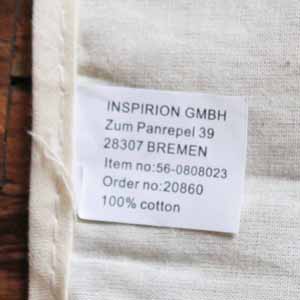 INSPIRION GMBH
Zum Panrepel 39
28307 BREMEN
Item no:56-0808023
Order no:20860
100% cotton